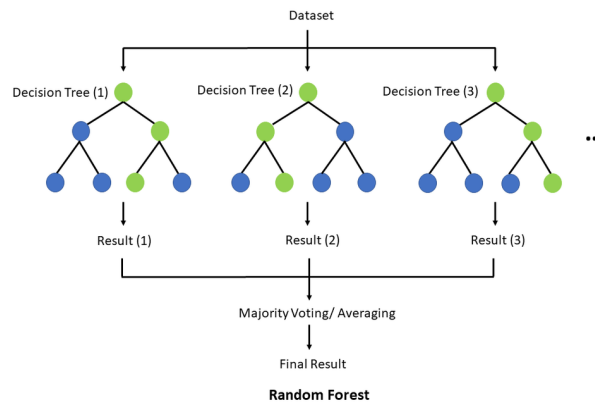 Dataset
Decision Tree (1)
Decision Tree (2)
Decision Tree (3)
Result (1)
Result (2)
Result (3)
Majority Voting/ Averaging
Final Result
Random Forest